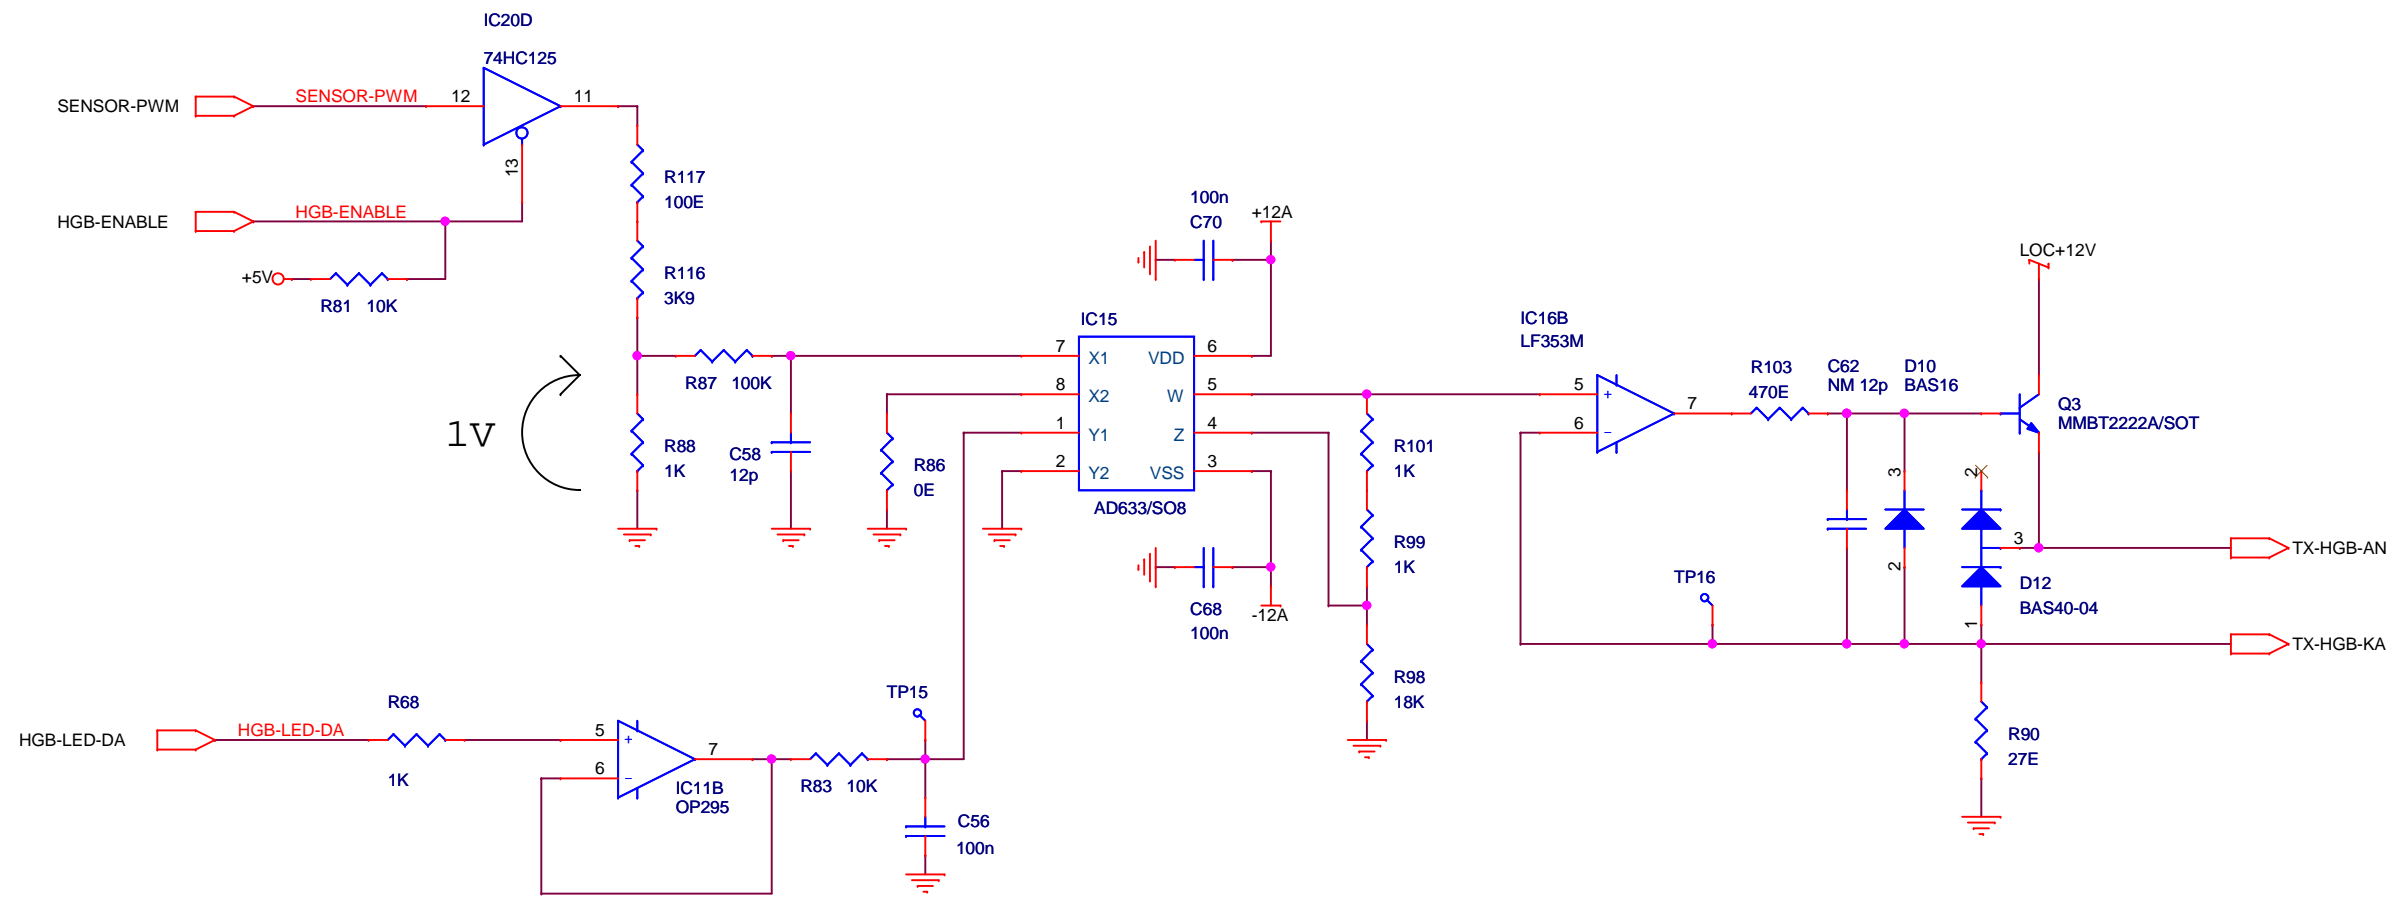 IC20D
74HC125
SENSOR-PWM
SENSOR-PWM
12
11
13
HGB-ENABLE
HGB-ENABLE
+5V
R81 10K
R117
100E
R116
3K9
1V
R87 100K
R88
1K
C58
12p
R86
0E
100n
C70
+12A
IC15
7 X1
8 X2
1 Y1
2 Y2
VDD 6
W 5
Z 4
VSS 3
AD633/SO8
C68
100n
-12A
R101
1K
R99
1K
R98
18K
IC16B
LF353M
5 +
6 −
7
R103
470E
C62
NM 12p
D10
BAS16
3
2
LOC+12V
Q3
MMBT2222A/SOT
2
3
1
D12
BAS40-04
TX-HGB-AN
TX-HGB-KA
TP16
R90
27E
HGB-LED-DA
HGB-LED-DA
R68
1K
5 +
6 −
7
IC11B
OP295
R83 10K
TP15
C56
100n